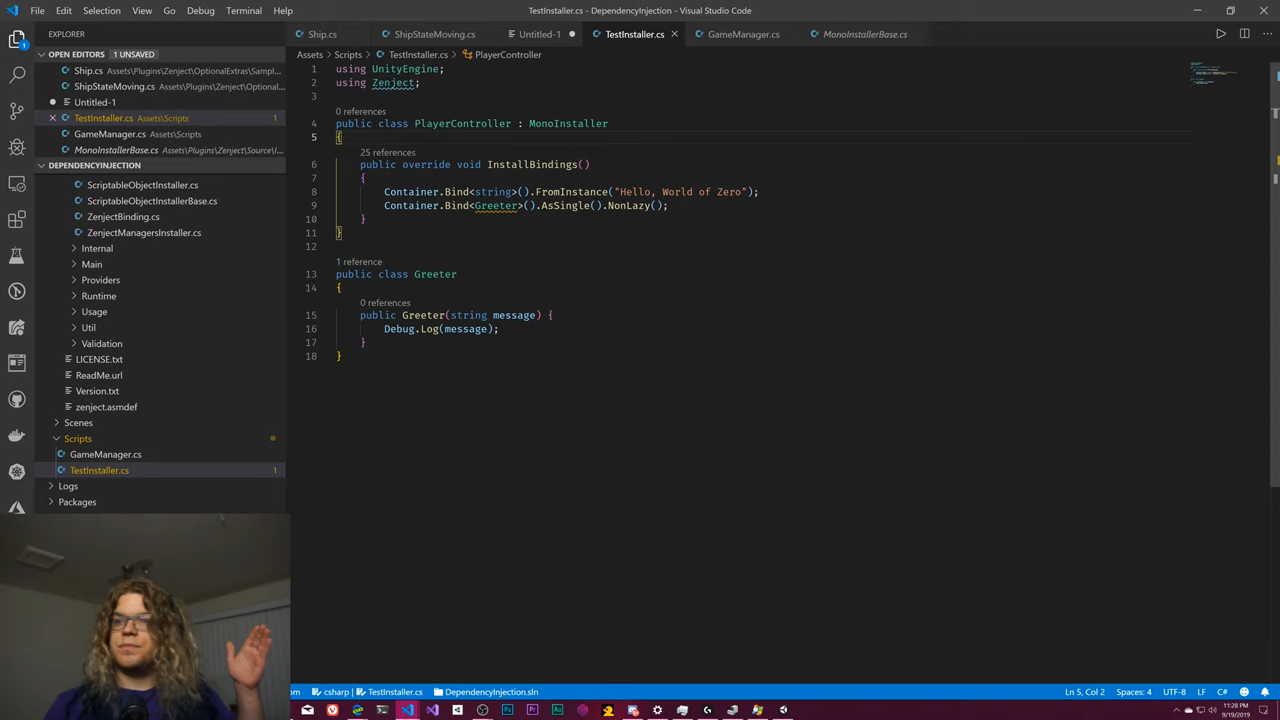 File Edit Selection View Go Debug Terminal Help
TestInstaller.cs - DependencyInjection - Visual Studio Code
EXPLORER
OPEN EDITORS 1 UNSAVED
Ship.cs Assets\Plugins\Zenject\OptionalExtras\Sampl...
ShipStateMoving.cs Assets\Plugins\Zenject\Optional...
Untitled-1
TestInstaller.cs Assets\Scripts 1
GameManager.cs Assets\Scripts
MonoInstallerBase.cs Assets\Plugins\Zenject\Source\I...
DEPENDENCYINJECTION
ScriptableObjectInstaller.cs
ScriptableObjectInstallerBase.cs
ZenjectBinding.cs
ZenjectManagersInstaller.cs
Internal
Main
Providers
Runtime
Usage
Util
Validation
LICENSE.txt
ReadMe.url
Version.txt
zenject.asmdef
Scenes
Scripts
GameManager.cs
TestInstaller.cs 1
Logs
Packages
Ship.cs ShipStateMoving.cs Untitled-1 TestInstaller.cs GameManager.cs MonoInstallerBase.cs
Assets > Scripts > TestInstaller.cs > PlayerController
1 using UnityEngine;
2 using Zenject;
3
0 references
4 public class PlayerController : MonoInstaller
5 {
25 references
6 public override void InstallBindings()
7 {
8 Container.Bind<string>().FromInstance("Hello, World of Zero");
9 Container.Bind<Greeter>().AsSingle().NonLazy();
10 }
11 }
12
1 reference
13 public class Greeter
14 {
0 references
15 public Greeter(string message) {
16 Debug.Log(message);
17 }
18 }
om csharp TestInstaller.cs DependencyInjection.sln Ln 5, Col 2 Spaces: 4 UTF-8 LF C#
11:28 PM
9/19/2019